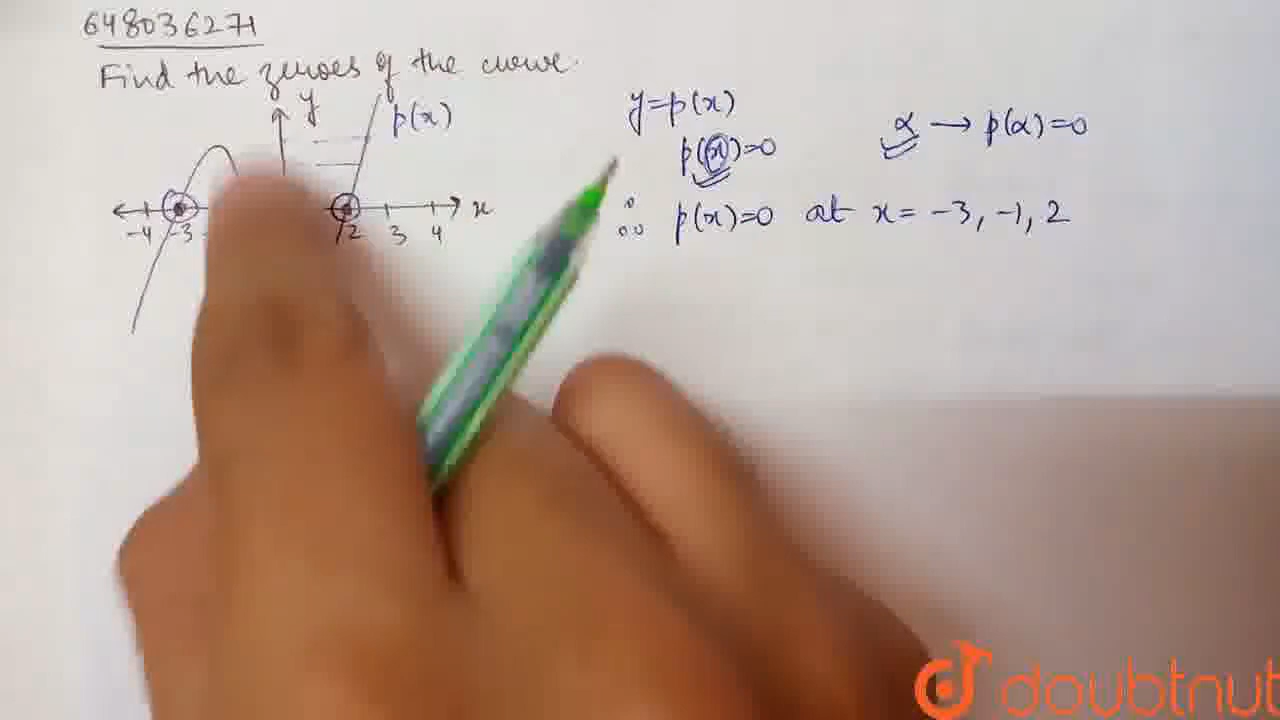 648036271
Find the zeroes of the curve.
y
p(x)
x
-4 -3 2 3 4
y=p(x)
p(x)=0
α → p(α)=0
∴ p(x)=0 at x= -3, -1, 2
doubtnut